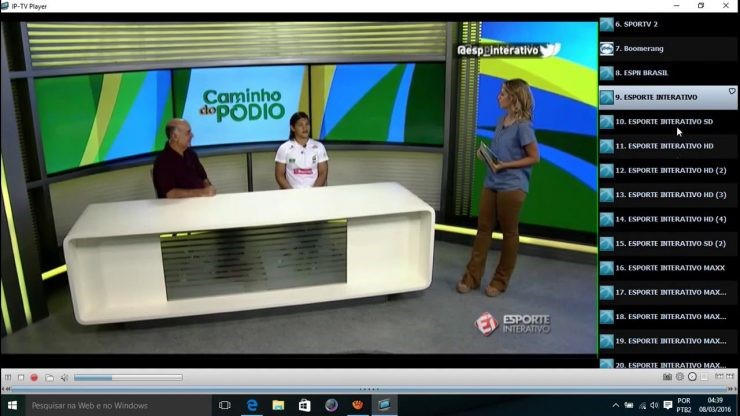 IP-TV Player
@esp_interativo
Caminho
do PÓDIO
EI ESPORTE
INTERATIVO
6. SPORTV 2
7. Boomerang
8. ESPN BRASIL
9. ESPORTE INTERATIVO
10. ESPORTE INTERATIVO SD
11. ESPORTE INTERATIVO HD
12. ESPORTE INTERATIVO HD (2)
13. ESPORTE INTERATIVO HD (3)
14. ESPORTE INTERATIVO HD (4)
15. ESPORTE INTERATIVO SD (2)
16. ESPORTE INTERATIVO MAXX
17. ESPORTE INTERATIVO MAX...
18. ESPORTE INTERATIVO MAX...
19. ESPORTE INTERATIVO MAX...
20. ESPORTE INTERATIVO MAX...
Pesquisar na Web e no Windows
POR
PTB2
04:39
08/03/2016